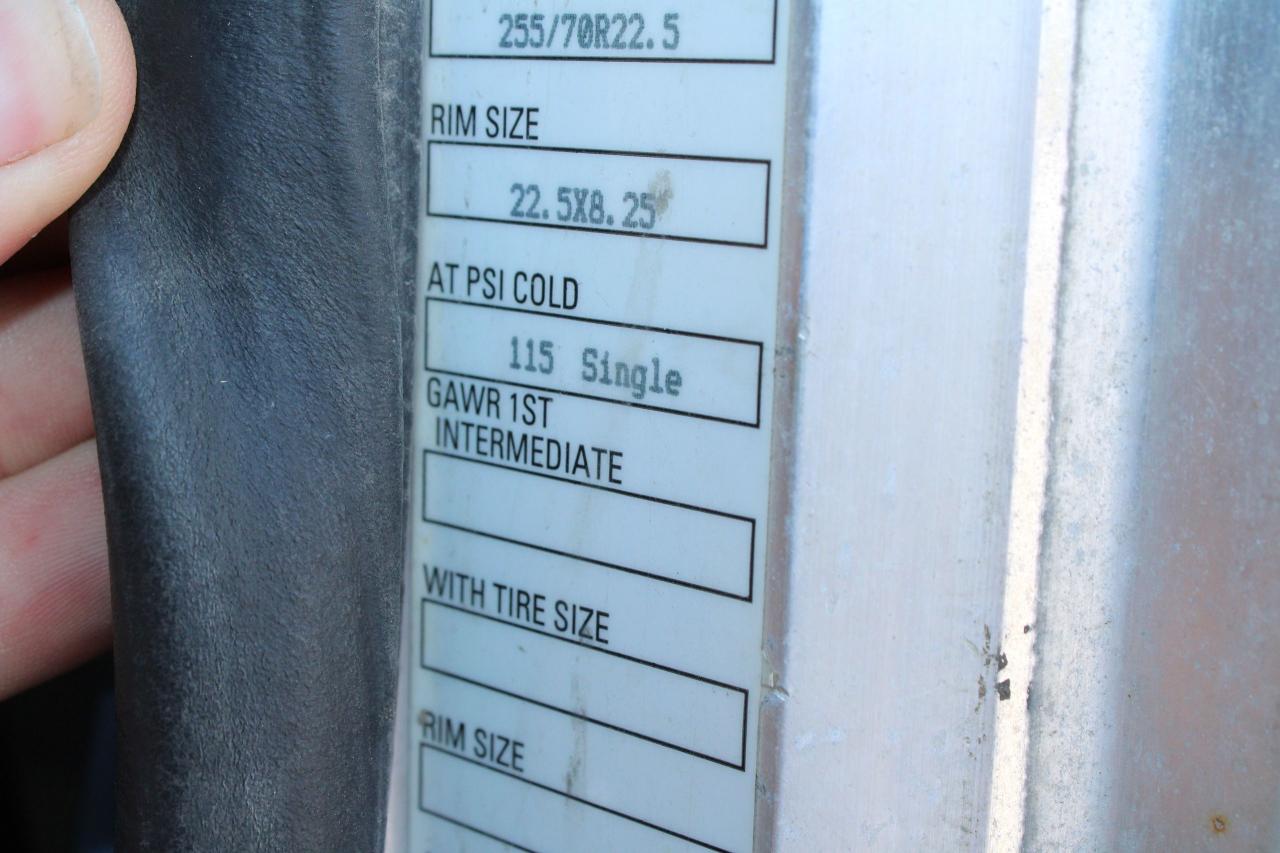 255/70R22.5
RIM SIZE
22.5X8.25
AT PSI COLD
115 Single
GAWR 1ST
INTERMEDIATE
WITH TIRE SIZE
RIM SIZE